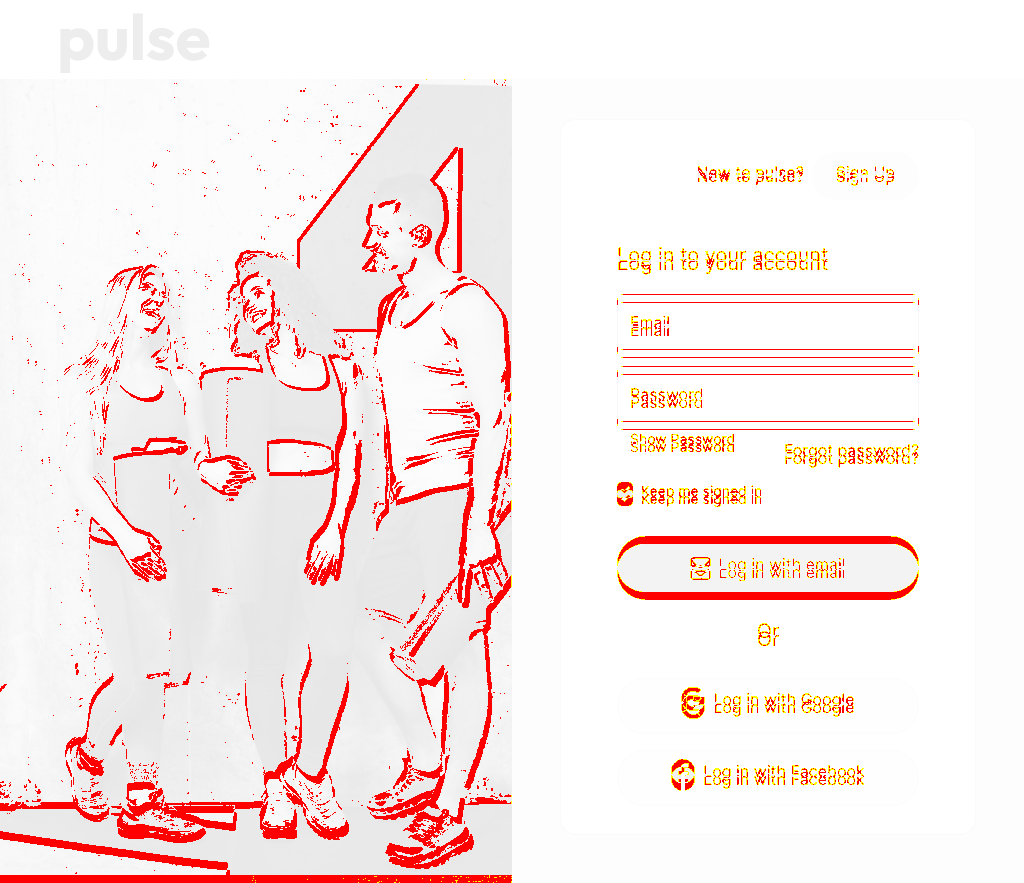 pulse
New to pulse? Sign Up
Log in to your account
Email
Password
Show Password
Forgot password?
Keep me signed in
Log in with email
Or
Log in with Google
Log in with Facebook